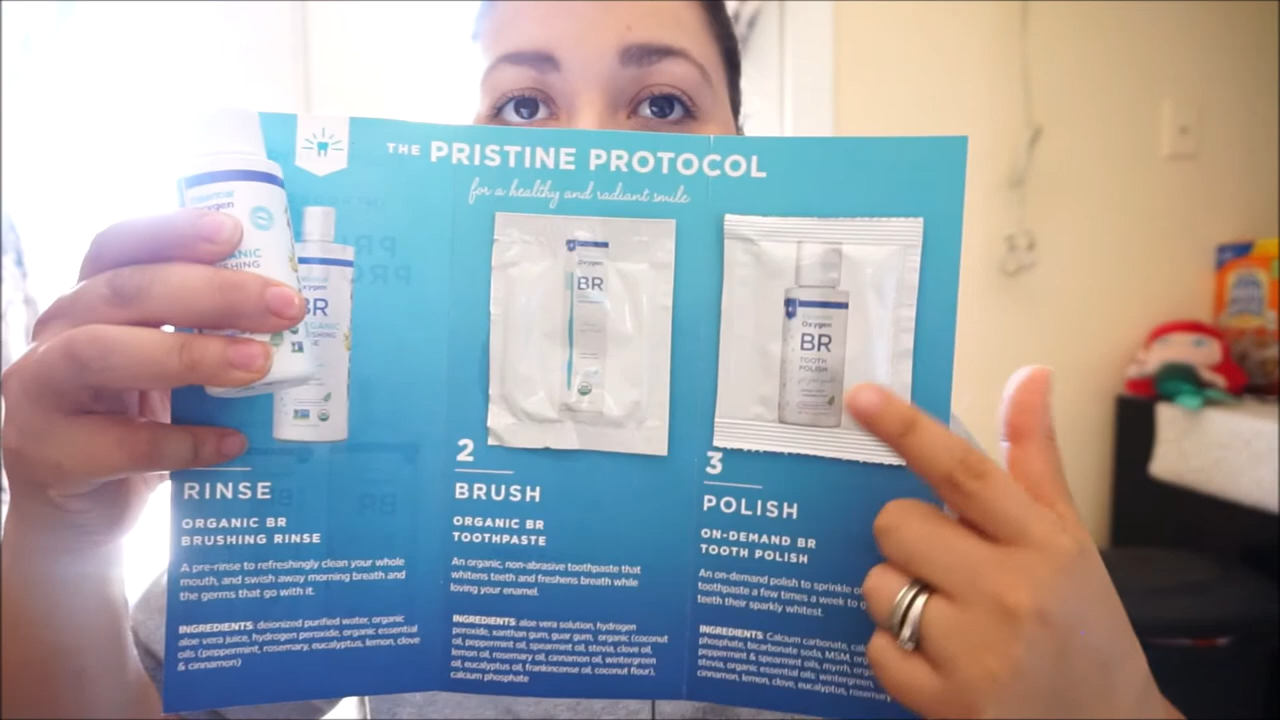 THE PRISTINE PROTOCOL
for a healthy and radiant smile
Oxygen
BR
Oxygen
BR
Essential
Oxygen
BR
TOOTH
POLISH
RINSE
ORGANIC BR
BRUSHING RINSE
A pre-rinse to refreshingly clean your whole
mouth, and swish away morning breath and
the germs that go with it.
INGREDIENTS: deionized purified water, organic
aloe vera juice, hydrogen peroxide, organic essential
oils (peppermint, rosemary, eucalyptus, lemon, clove
& cinnamon)
2
BRUSH
ORGANIC BR
TOOTHPASTE
An organic, non-abrasive toothpaste that
whitens teeth and freshens breath while
loving your enamel.
INGREDIENTS: aloe vera solution, hydrogen
peroxide, xanthan gum, guar gum, organic (coconut
oil, peppermint oil, spearmint oil, stevia, clove oil,
lemon oil, rosemary oil, cinnamon oil, wintergreen
oil, eucalyptus oil, frankincense oil, coconut flour),
calcium phosphate
3
POLISH
ON-DEMAND BR
TOOTH POLISH
An on-demand polish to sprinkle
toothpaste a few times a week to
teeth their sparkly whitest.
INGREDIENTS: Calcium carbonate,
phosphate, bicarbonate soda, MSM,
peppermint & spearmint oils, myrrh,
stevia, organic essential oils: wintergreen,
cinnamon, lemon, clove, eucalyptus, rosemary